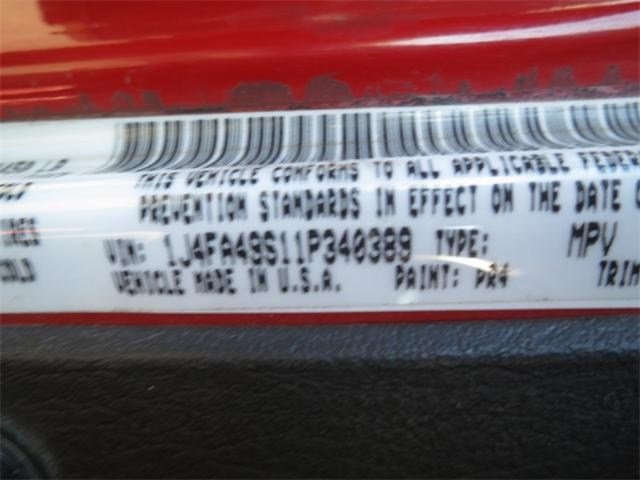 THIS VEHICLE CONFORMS TO ALL APPLICABLE FEDER
PREVENTION STANDARDS IN EFFECT ON THE DATE
VIN: 1J4FA49S11P340389 TYPE: MPV
VEHICLE MADE IN U.S.A. PAINT: PR4 TRIM